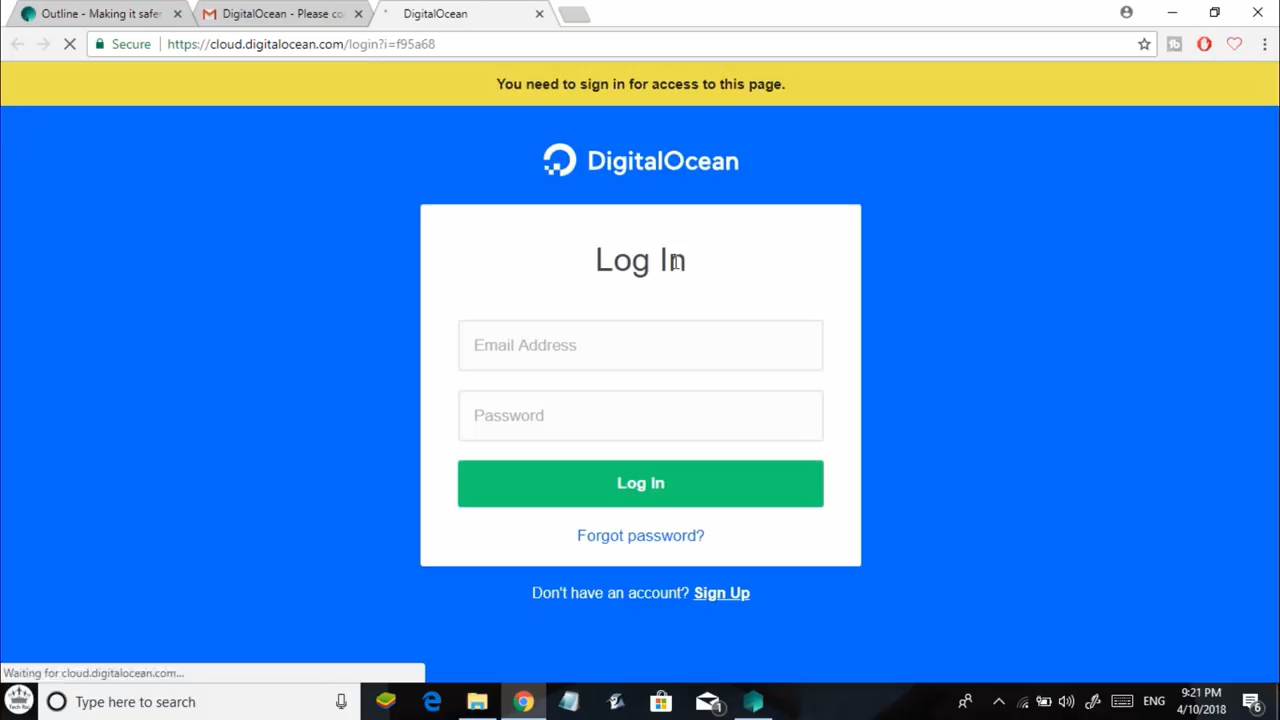 Outline - Making it safer
DigitalOcean - Please co
DigitalOcean
Secure
https://cloud.digitalocean.com/login?i=f95a68
You need to sign in for access to this page.
DigitalOcean
Log In
Email Address
Password
Log In
Forgot password?
Don't have an account? Sign Up
Waiting for cloud.digitalocean.com...
Type here to search
1
ENG
9:21 PM
4/10/2018
6